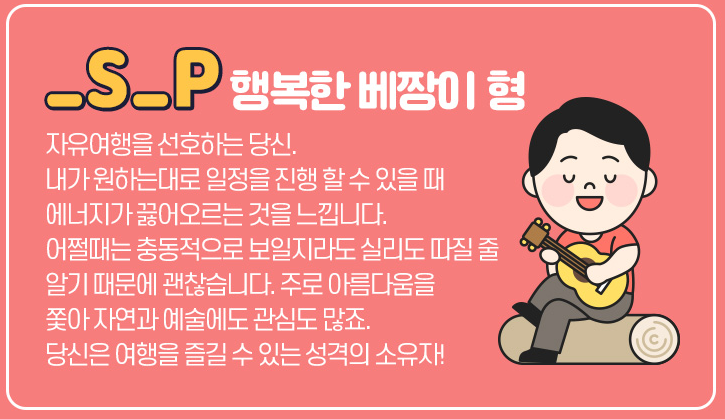 _S_P 행복한 베짱이 형
자유여행을 선호하는 당신.
내가 원하는대로 일정을 진행 할 수 있을 때
에너지가 끓어오르는 것을 느낍니다.
어쩔때는 충동적으로 보일지라도 실리도 따질 줄
알기 때문에 괜찮습니다. 주로 아름다움을
쫓아 자연과 예술에도 관심도 많죠.
당신은 여행을 즐길 수 있는 성격의 소유자!